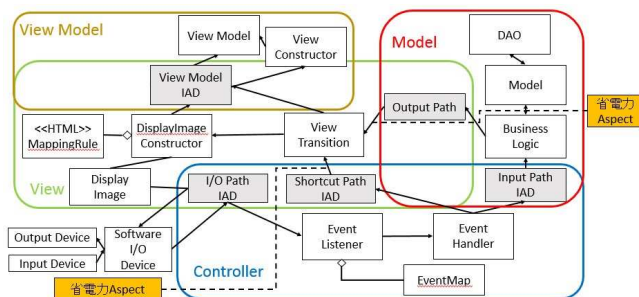 View Model
View Model
View
Constructor
Model
DAO
View Model
IAD
Model
Output Path
省電力
Aspect
<<HTML>>
MappingRule
DisplayImage
Constructor
View
Transition
Business
Logic
View
Display
Image
I/O Path
IAD
Shortcut Path
IAD
Input Path
IAD
Output Device
Input Device
Software
I/O
Device
Event
Listener
Event
Handler
省電力Aspect
Controller
EventMap